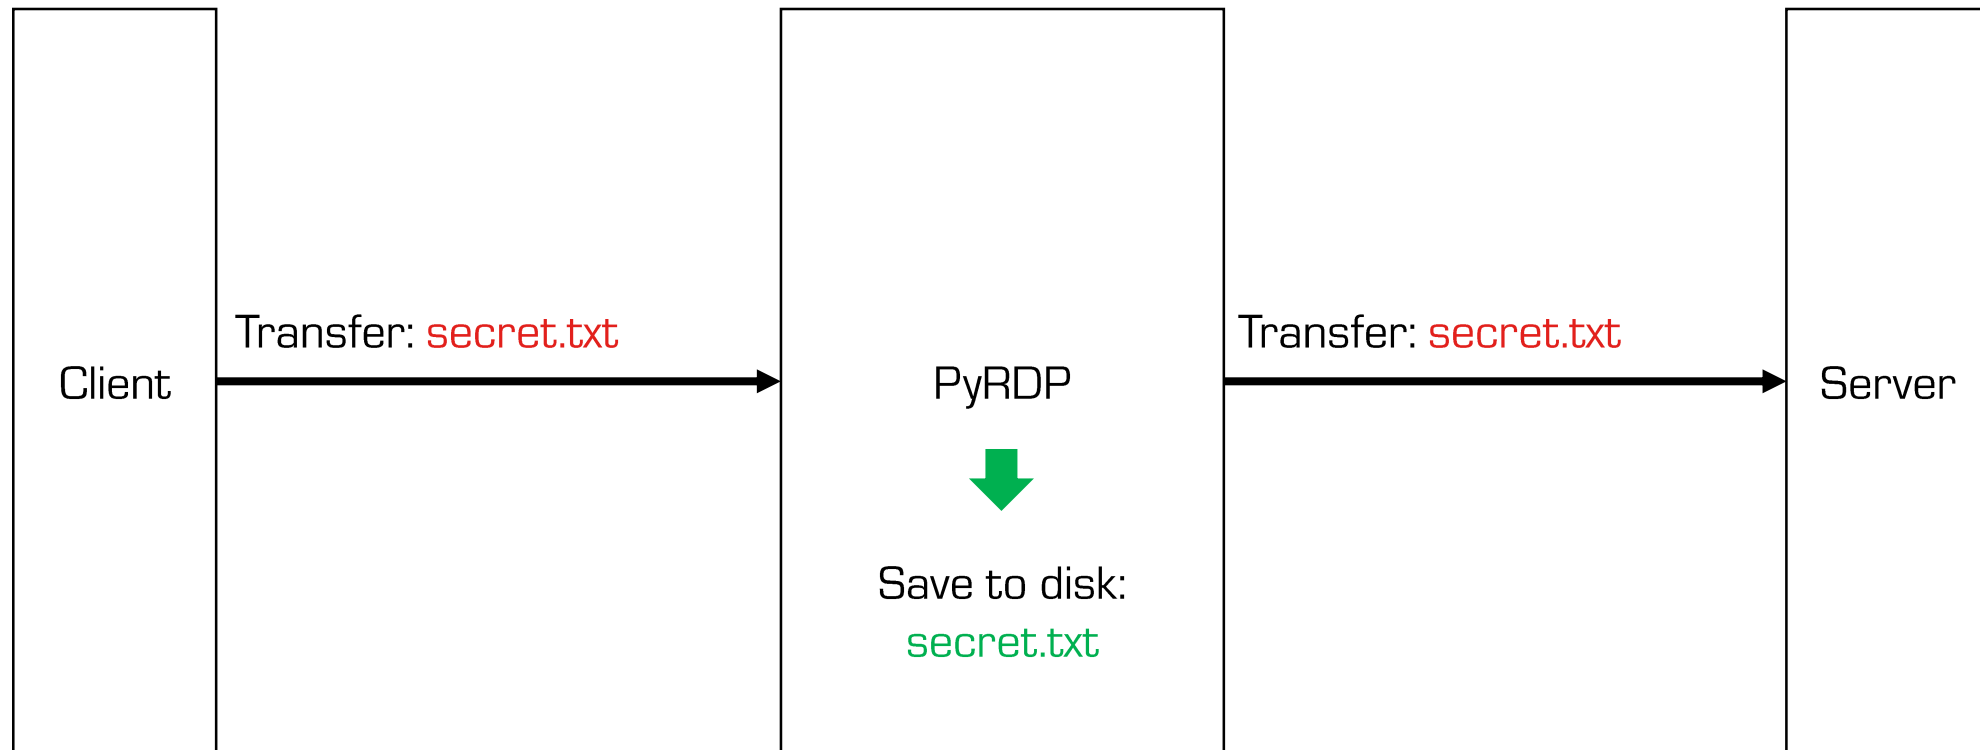 Transfer: secret.txt
Transfer: secret.txt
Client
PyRDP
Server
Save to disk:
secret.txt